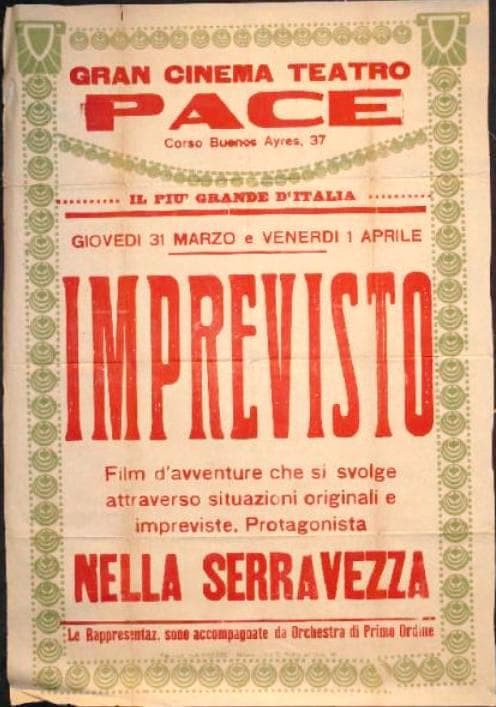 GRAN CINEMA TEATRO
PACE
Corso Buenos Ayres, 37
IL PIU' GRANDE D'ITALIA
GIOVEDI 31 MARZO e VENERDI 1 APRILE
IMPREVISTO
Film d'avventure che si svolge
attraverso situazioni originali e
impreviste. Protagonista
NELLA SERRAVEZZA
Le Rappresentaz. sono accompagnate da Orchestra di Primo Ordine